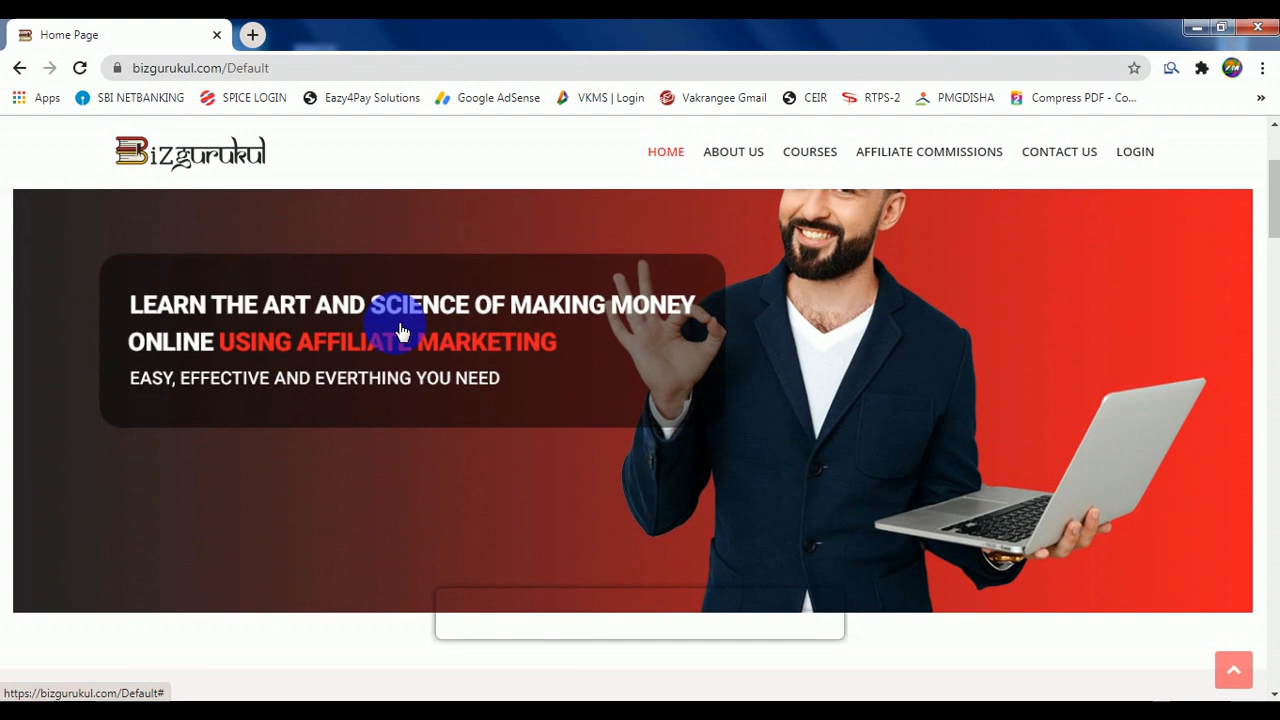 Home Page
bizgurukul.com/Default
Apps
SBI NETBANKING
SPICE LOGIN
Eazy4Pay Solutions
Google AdSense
VKMS | Login
Vakrangee Gmail
CEIR
RTPS-2
PMGDISHA
Compress PDF - Co...
»
Bizgurukul
HOME
ABOUT US
COURSES
AFFILIATE COMMISSIONS
CONTACT US
LOGIN
LEARN THE ART AND SCIENCE OF MAKING MONEY
ONLINE USING AFFILIATE MARKETING
EASY, EFFECTIVE AND EVERTHING YOU NEED
https://bizgurukul.com/Default#